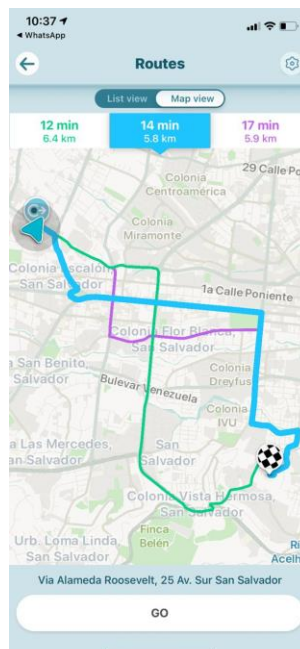 10:37
WhatsApp
Routes
List view
Map view
12 min
6.4 km
14 min
5.8 km
17 min
5.9 km
29 Calle Po
Colonia
Centroamérica
Colonia
Miramonte
Colonia Escalón,
San Salvador
1a Calle Poniente
Colonia Flor Blanca,
San Salvador
a San Benito,
Salvador
Colonia
Dreyfus
Bulevar Venezuela
Colonia
IVU
a Las Mercedes,
an Salvador
San
Salvador
Colonia Vista Hermosa,
San Salvador
Finca
Belén
Urb. Loma Linda,
San Salvador
Ri
Acelh
Via Alameda Roosevelt, 25 Av. Sur San Salvador
GO